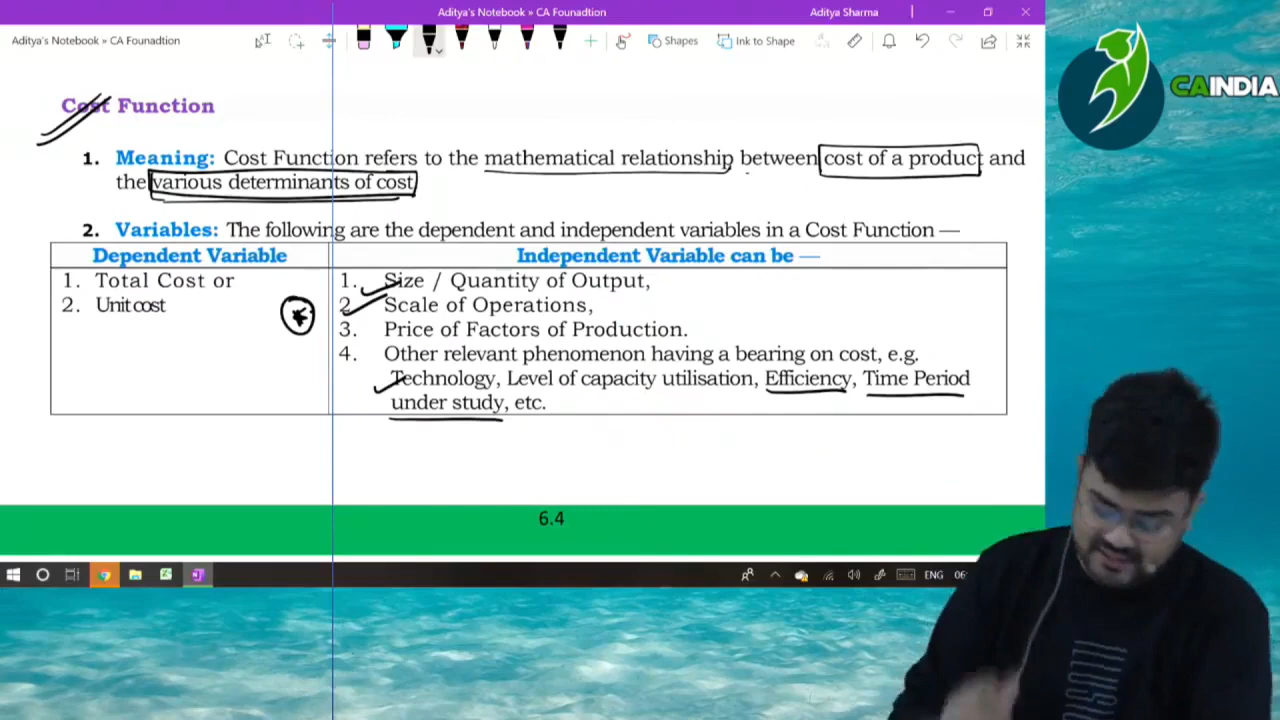 Aditya's Notebook » CA Founadtion
Aditya Sharma
Aditya's Notebook » CA Founadtion
Shapes
Ink to Shape
CAINDIA
Cost Function
1. Meaning: Cost Function refers to the mathematical relationship between cost of a product and
the various determinants of cost
2. Variables: The following are the dependent and independent variables in a Cost Function —
Dependent Variable
1. Total Cost or
2. Unit cost
Independent Variable can be —
1. Size / Quantity of Output,
2. Scale of Operations,
3. Price of Factors of Production.
4. Other relevant phenomenon having a bearing on cost, e.g.
Technology, Level of capacity utilisation, Efficiency, Time Period
under study, etc.
6.4
ENG
06